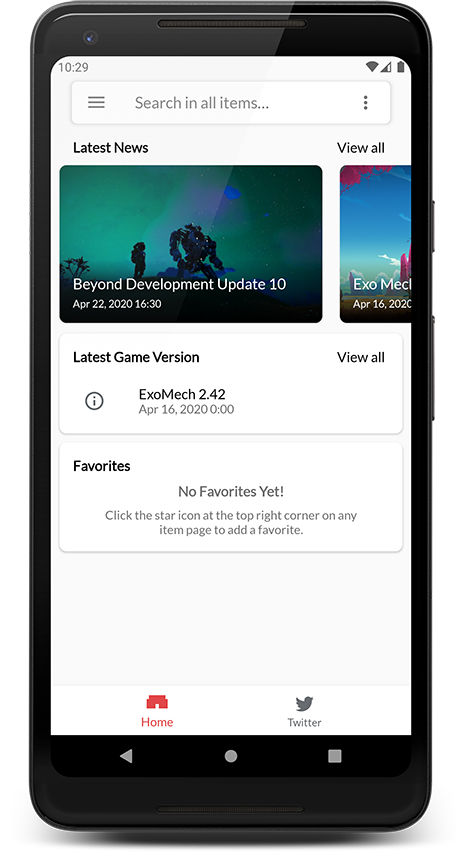 10:29
Search in all items...
Latest News
View all
Beyond Development Update 10
Apr 22, 2020 16:30
Exo Mech
Apr 16, 2020
Latest Game Version
View all
ExoMech 2.42
Apr 16, 2020 0:00
Favorites
No Favorites Yet!
Click the star icon at the top right corner on any
item page to add a favorite.
Home
Twitter